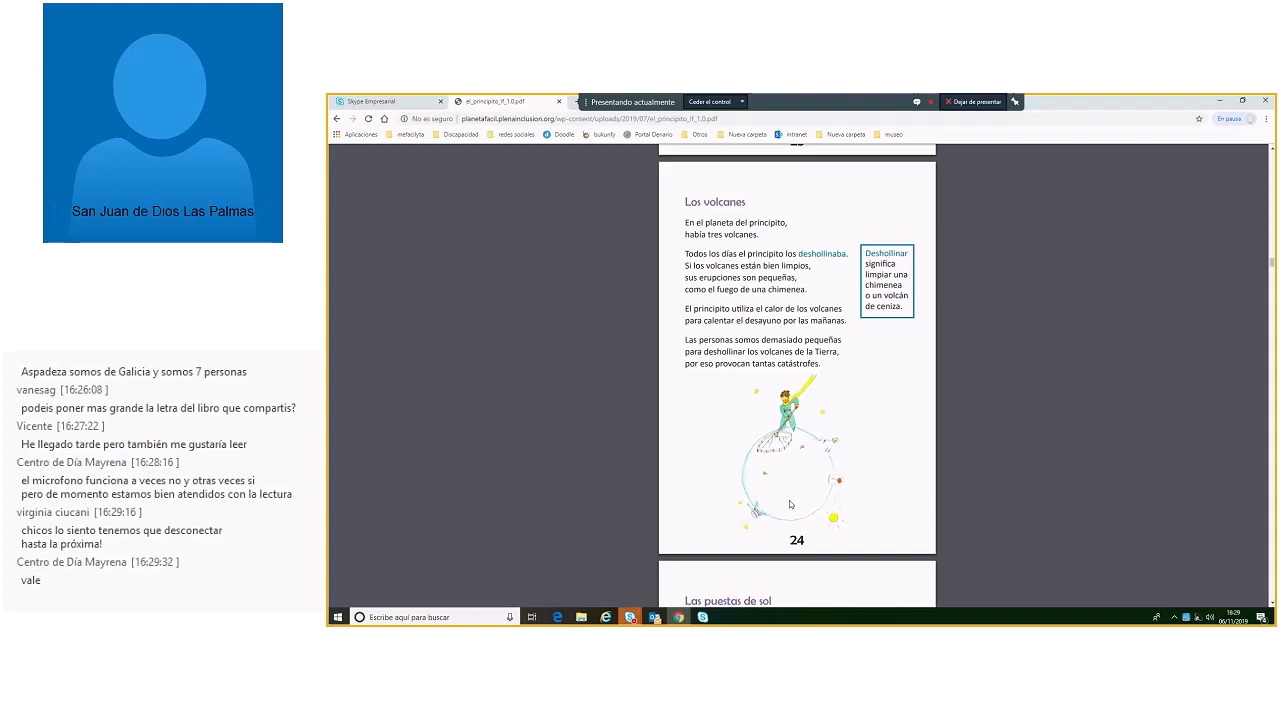 San Juan de Dios Las Palmas
Aspadeza somos de Galicia y somos 7 personas
vanesag [16:26:08 ]
podeis poner mas grande la letra del libro que compartis?
Vicente [16:27:22 ]
He llegado tarde pero también me gustaría leer
Centro de Día Mayrena [16:28:16 ]
el microfono funciona a veces no y otras veces si
pero de momento estamos bien atendidos con la lectura
virginia ciucani [16:29:16 ]
chicos lo siento tenemos que desconectar
hasta la próxima!
Centro de Día Mayrena [16:29:32 ]
vale
Skype Empresarial
el_principito_lf_1.0.pdf
Presentando actualmente
Ceder el control
Dejar de presentar
No es seguro
planetafacil.plenainclusion.org/wp-content/uploads/2019/07/el_principito_lf_1.0.pdf
En pausa
Aplicaciones
mefacilyta
Discapacidad
redes sociales
Doodle
bukunfy
Portal Denario
Otros
Nueva carpeta
intranet
Nueva carpeta
museo
Los volcanes
En el planeta del principito,
había tres volcanes.
Todos los días el principito los deshollinaba.
Si los volcanes están bien limpios,
sus erupciones son pequeñas,
como el fuego de una chimenea.
El principito utiliza el calor de los volcanes
para calentar el desayuno por las mañanas.
Las personas somos demasiado pequeñas
para deshollinar los volcanes de la Tierra,
por eso provocan tantas catástrofes.
Deshollinar
significa
limpiar una
chimenea
o un volcán
de ceniza.
24
Las puestas de sol
Escribe aquí para buscar
16:29
06/11/2019